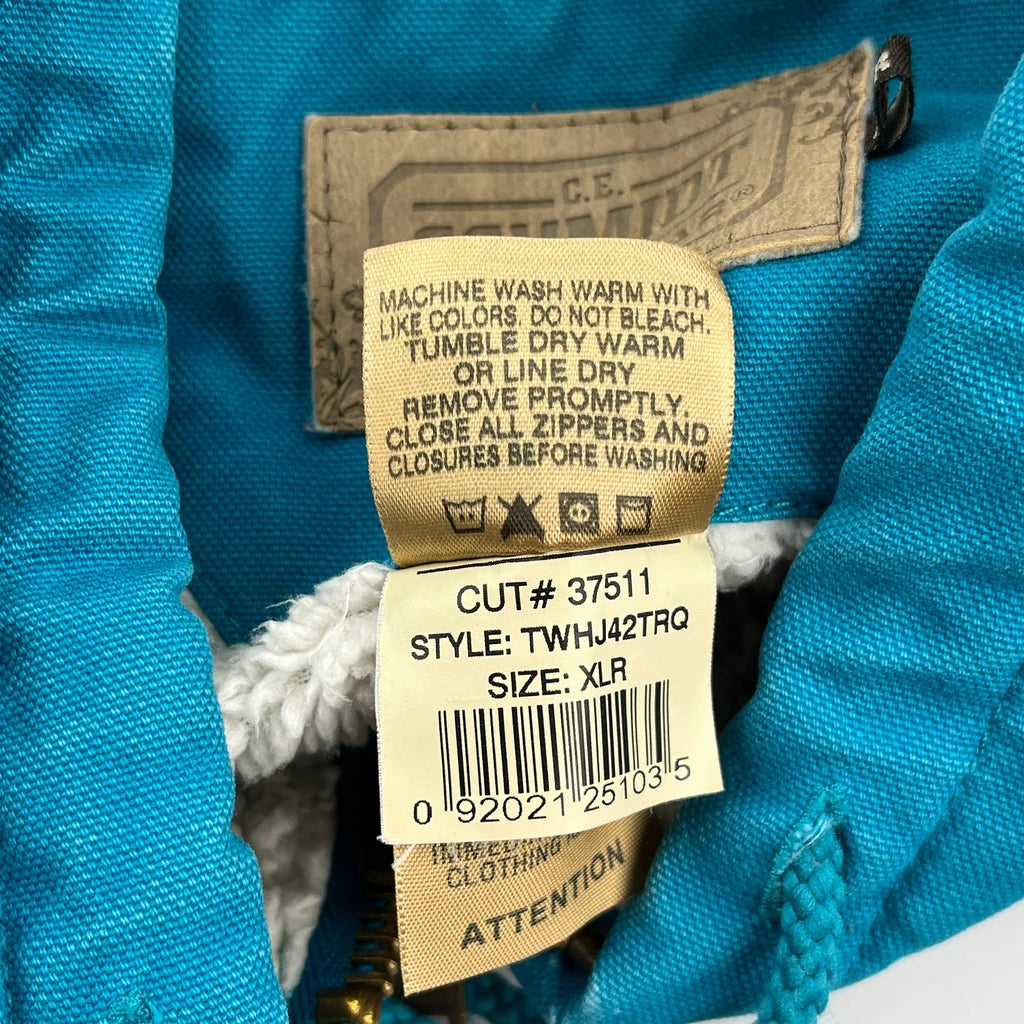 C.E.
SCHMIDT
MACHINE WASH WARM WITH
LIKE COLORS, DO NOT BLEACH.
TUMBLE DRY WARM
OR LINE DRY
REMOVE PROMPTLY.
CLOSE ALL ZIPPERS AND
CLOSURES BEFORE WASHING
CUT# 37511
STYLE: TWHJ42TRQ
SIZE: XLR
0 92021 25103 5
CLOTHING
ATTENTION